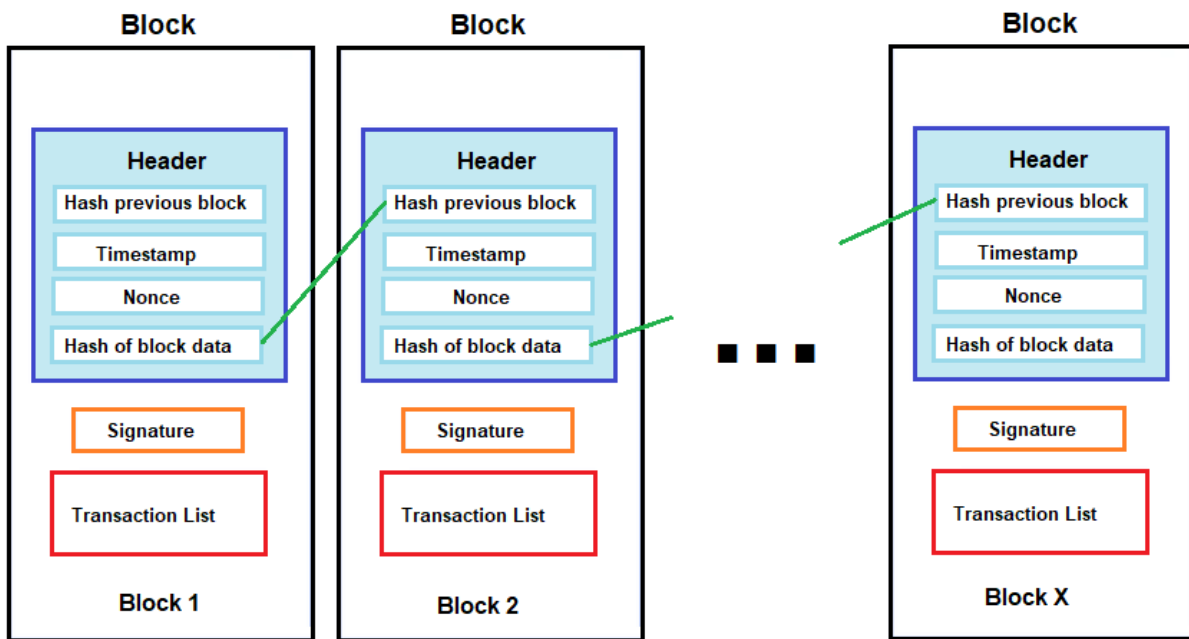 Block
Header
Hash previous block
Timestamp
Nonce
Hash of block data
Signature
Transaction List
Block 1
Block
Header
Hash previous block
Timestamp
Nonce
Hash of block data
Signature
Transaction List
Block 2
Block
Header
Hash previous block
Timestamp
Nonce
Hash of block data
Signature
Transaction List
Block X